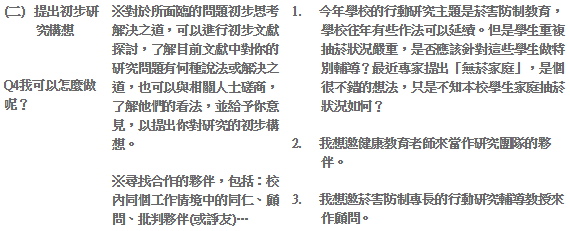 (二) 提出初步研
究構想
Q4我可以怎麼做
呢？
※對於所面臨的問題初步思考
解決之道，可以進行初步文獻
探討，了解目前文獻中對你的
研究問題有何種說法或解決之
道，也可以與相關人士磋商，
了解他們的看法，並給予你意
見，以提出你對研究的初步構
想。
※尋找合作的夥伴，包括：校
內同個工作情境中的同仁、顧
問、批判夥伴(或諍友)…
1. 今年學校的行動研究主題是菸害防制教育，
學校往年有些作法可以延續。但是學生重複
抽菸狀況嚴重，是否應該針對這些學生做特
別輔導？最近專家提出「無菸家庭」，是個
很不錯的想法，只是不知本校學生家庭抽菸
狀況如何？
2. 我想邀健康教育老師來當作研究團隊的夥
伴。
3. 我想邀菸害防制專長的行動研究輔導教授來
作顧問。